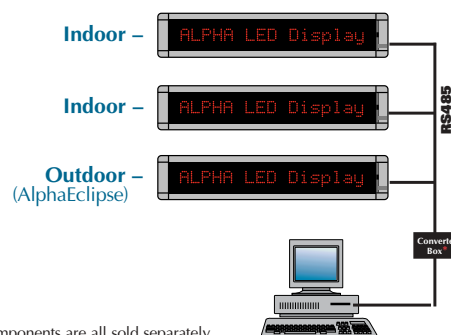 Indoor –
ALPHA LED Display
Indoor –
ALPHA LED Display
RS485
Outdoor –
(AlphaEclipse)
ALPHA LED Display
Box*
are all sold separately